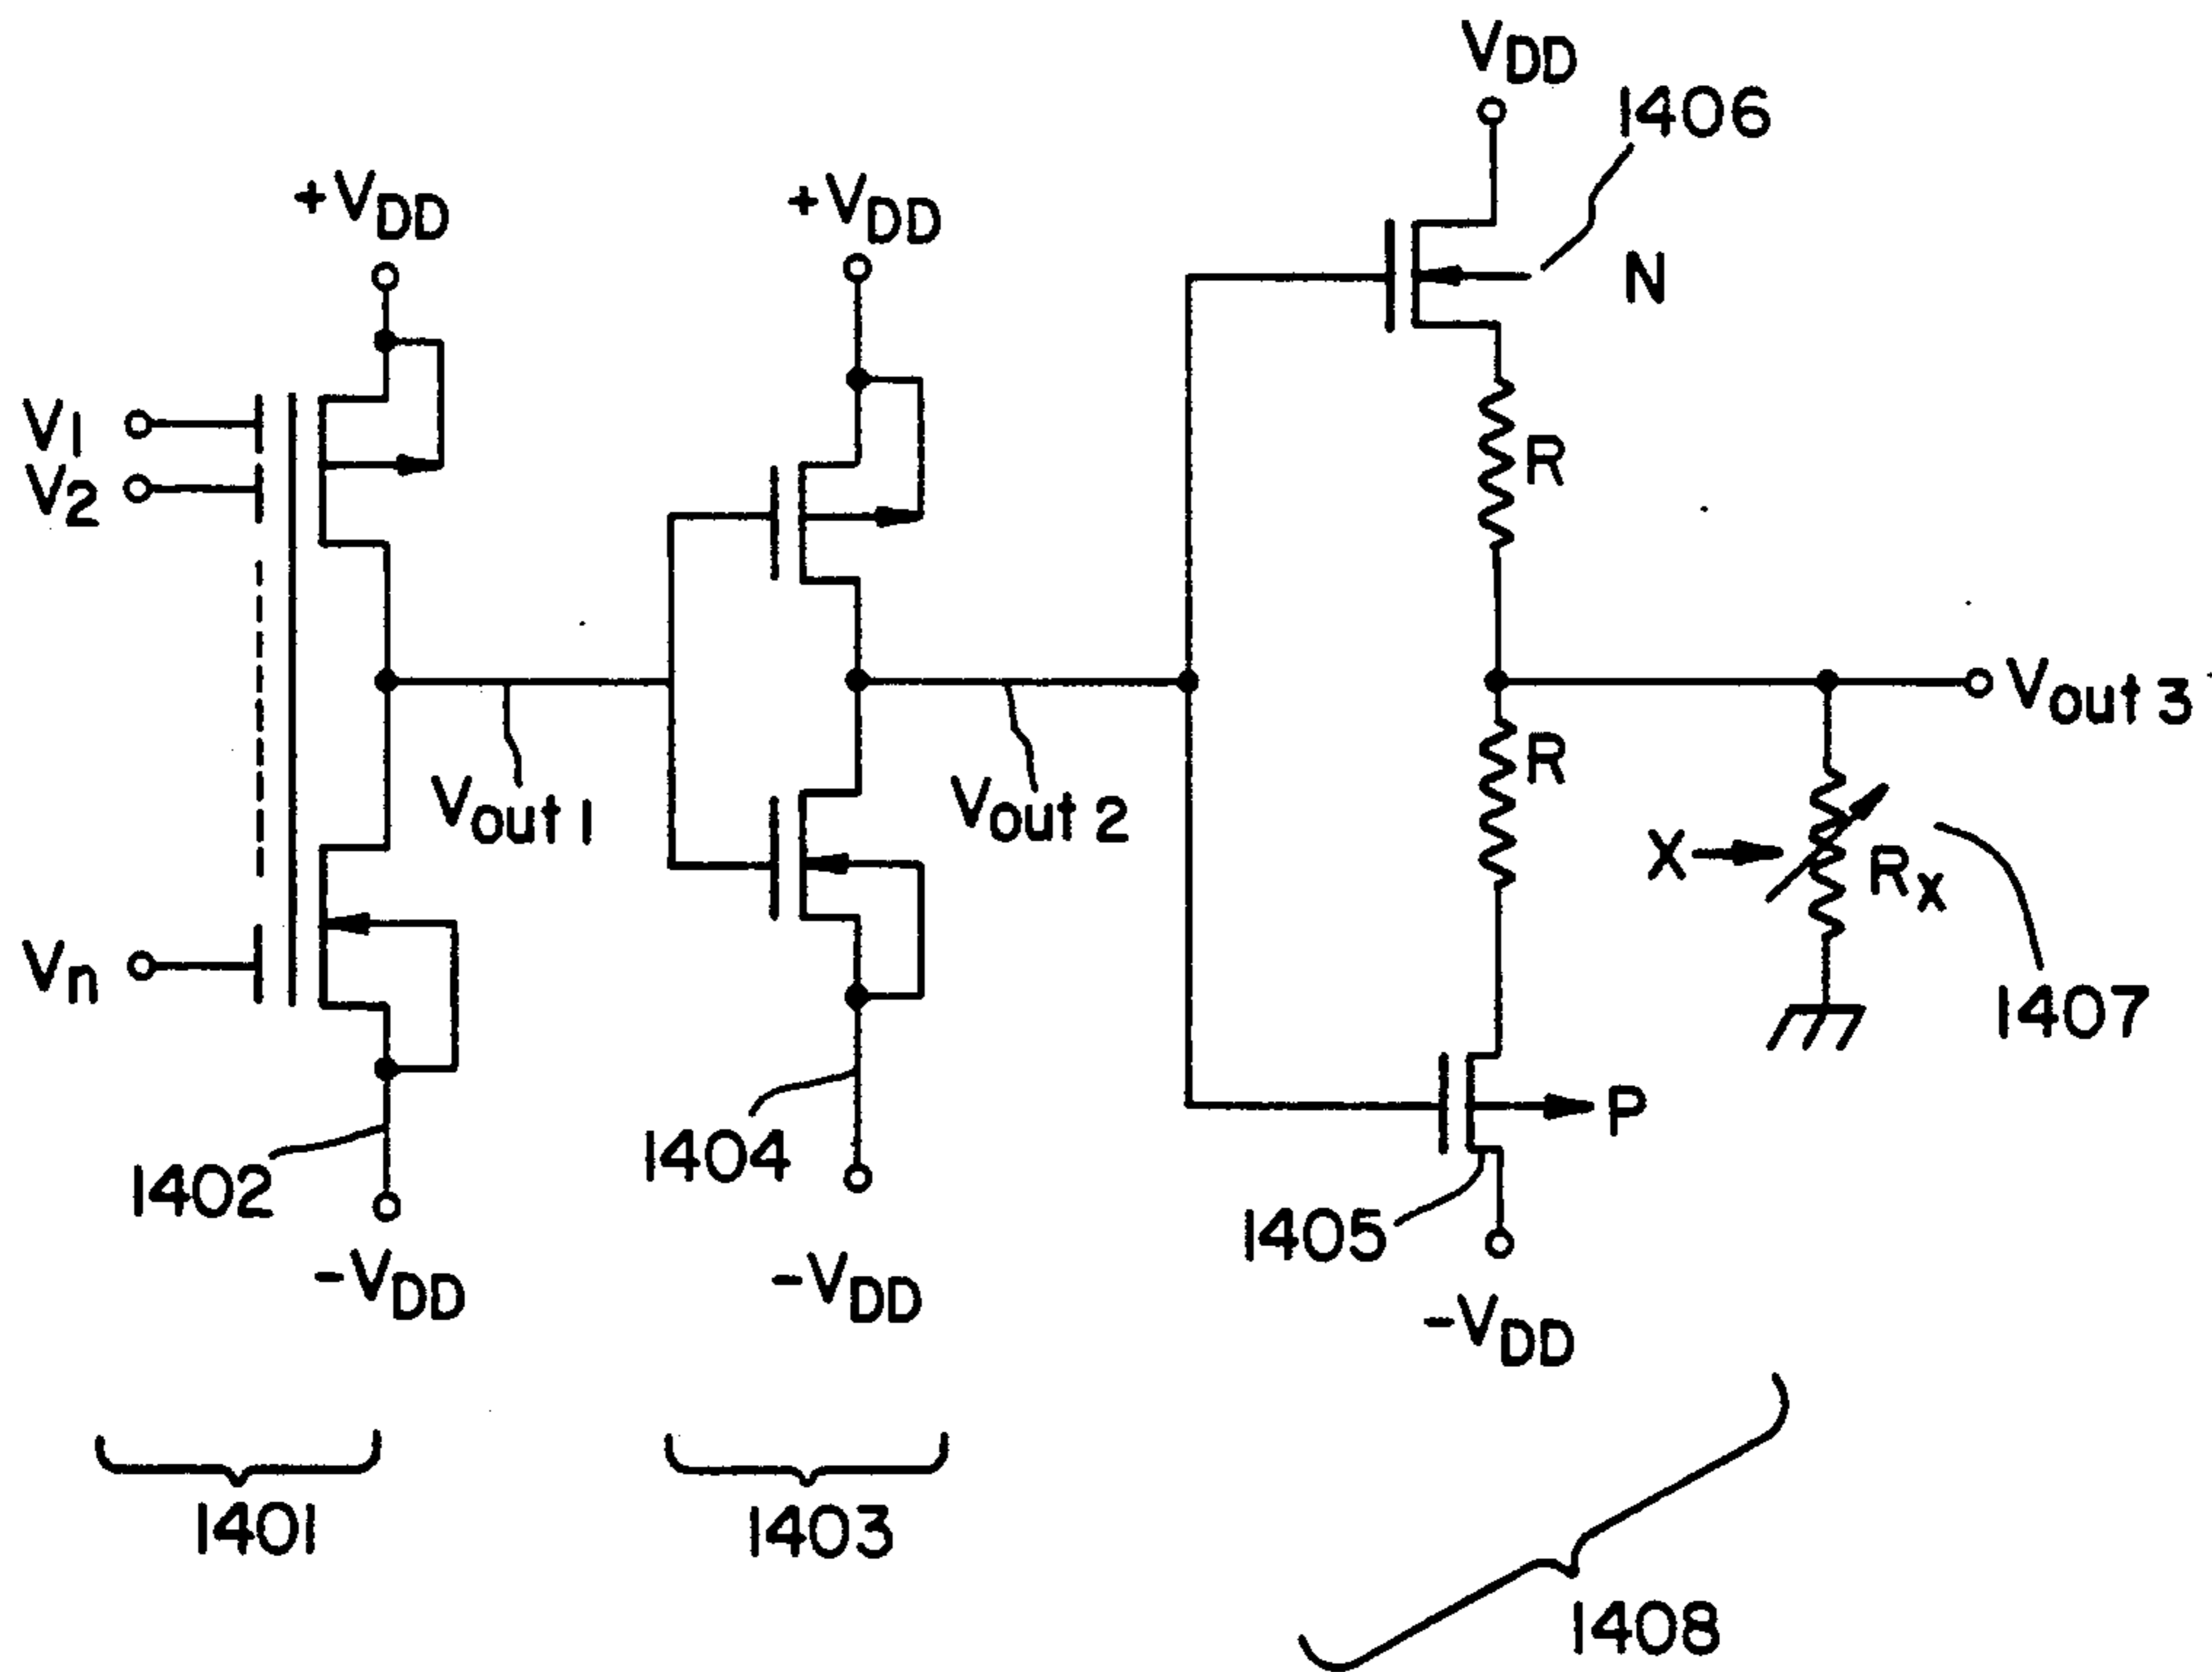 VDD
1406
+VDD
+VDD
N
V1
V2
R
Vout 3
R
Vout 1
Vout 2
X
RX
Vn
1407
P
1404
1402
1405
-VDD
-VDD
-VDD
1401
1403
1408